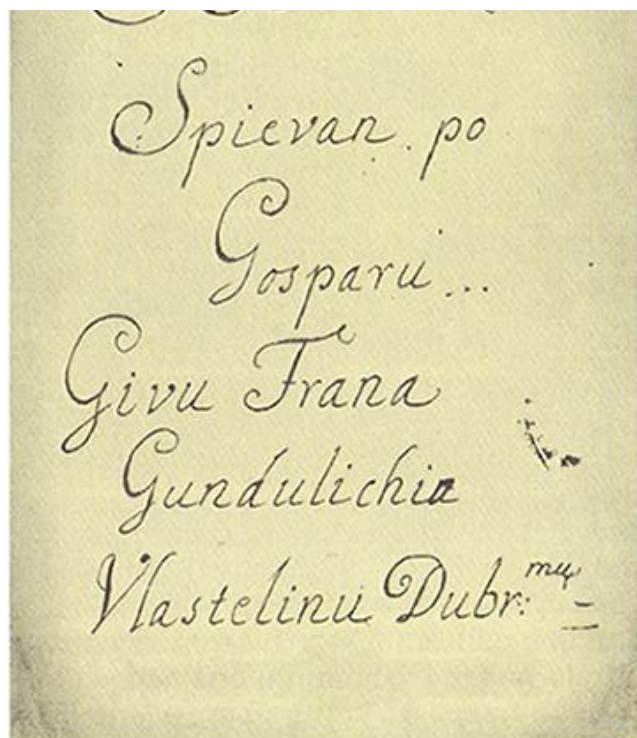 Spievan po
Gosparu...
Givu Frana
Gundulichia
Vlastelinu Dubr:mu